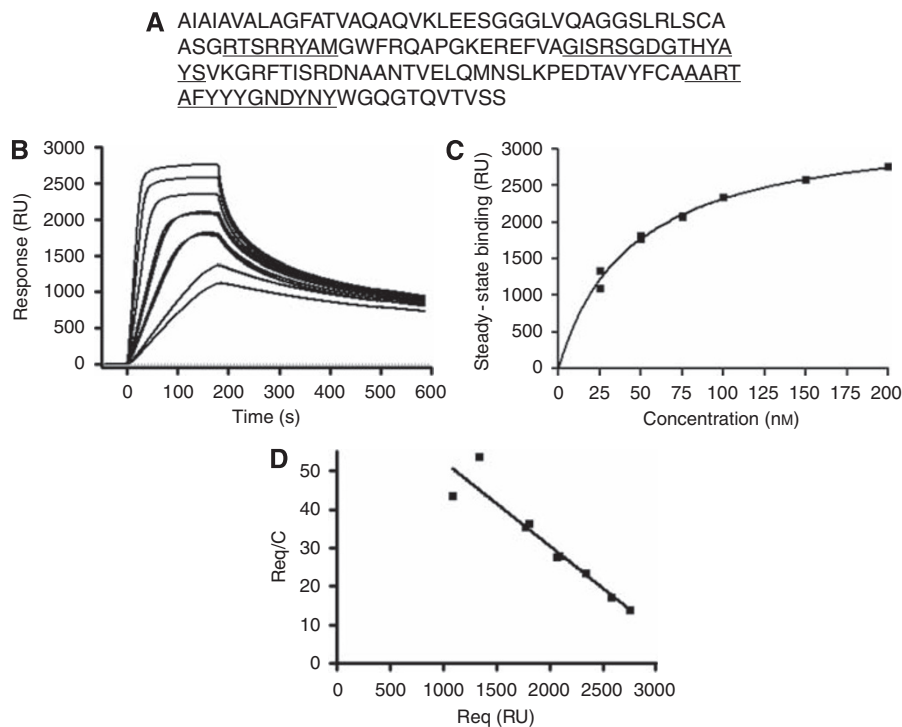 A AIAIAVALAGFATVAQAQVKLEESGGGLVQAGGSLRLSCA
ASGRTSRRYAMGWFRQAPGKEREFVAGISRSGDGTHYA
YSVKGRFTISRDNAANTVELQMNSLKPEDTAVYFCAAART
AFYYYGNDYNYWGQGTQVTVSS
B
3000
2500
2000
1500
1000
500
0
Response (RU)
0 100 200 300 400 500 600
Time (s)
C
3000
2500
2000
1500
1000
500
0
Steady-state binding (RU)
0 25 50 75 100 125 150 175 200
Concentration (nM)
D
50
40
30
20
10
0
Req/C
0 500 1000 1500 2000 2500 3000
Req (RU)